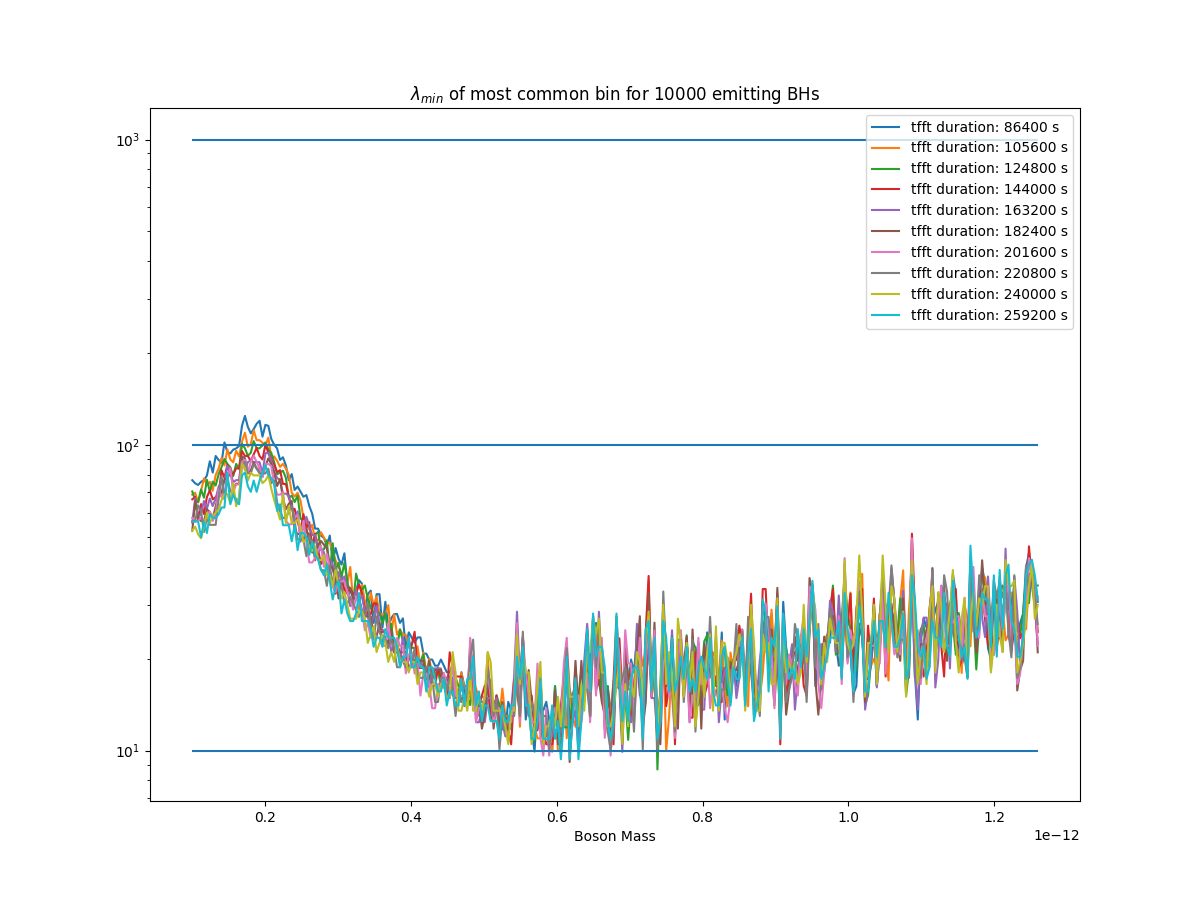 λmin of most common bin for 10000 emitting BHs
10³
10²
10¹
tfft duration: 86400 s
tfft duration: 105600 s
tfft duration: 124800 s
tfft duration: 144000 s
tfft duration: 163200 s
tfft duration: 182400 s
tfft duration: 201600 s
tfft duration: 220800 s
tfft duration: 240000 s
tfft duration: 259200 s
0.2 0.4 0.6 0.8 1.0 1.2
Boson Mass
1e−12